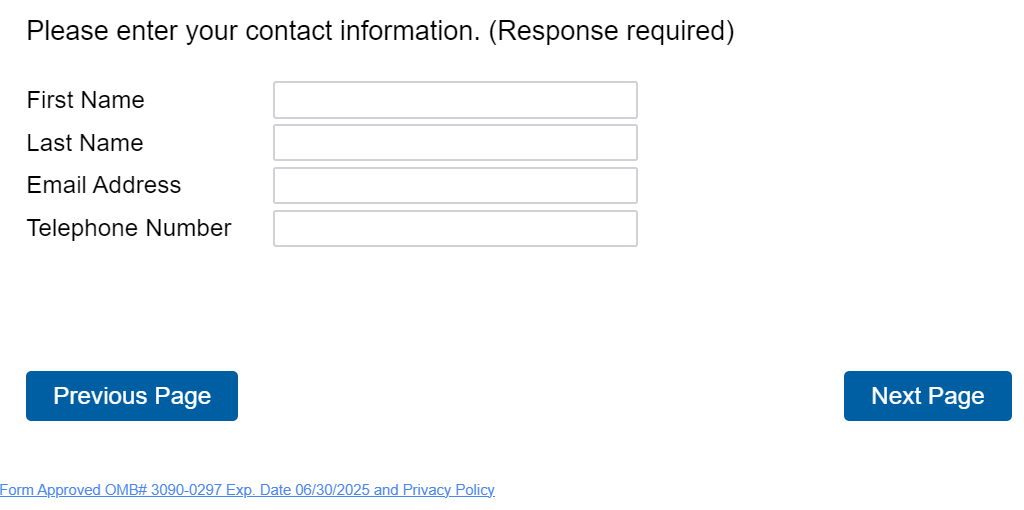 Please enter your contact information. (Response required)
First Name
Last Name
Email Address
Telephone Number
Previous Page
Next Page
Form Approved OMB# 3090-0297 Exp. Date 06/30/2025 and Privacy Policy